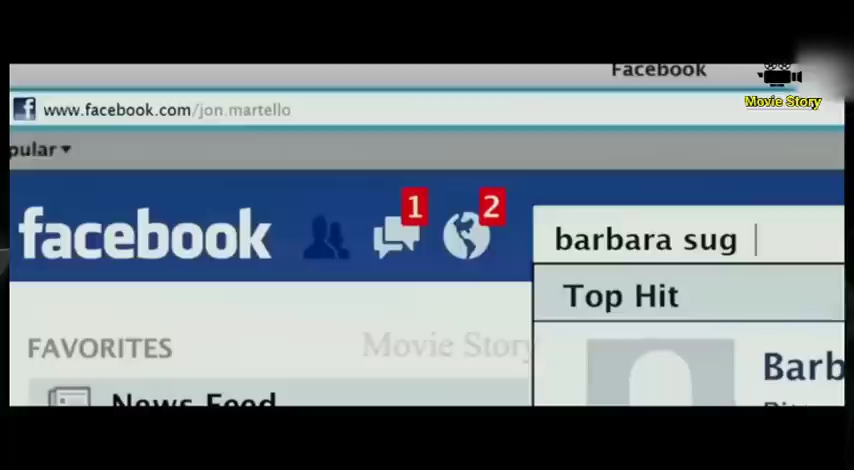 Facebook
Movie Story
www.facebook.com/jon.martello
pular
1
2
facebook
barbara sug
Top Hit
FAVORITES
Movie Story
Barb
News Feed